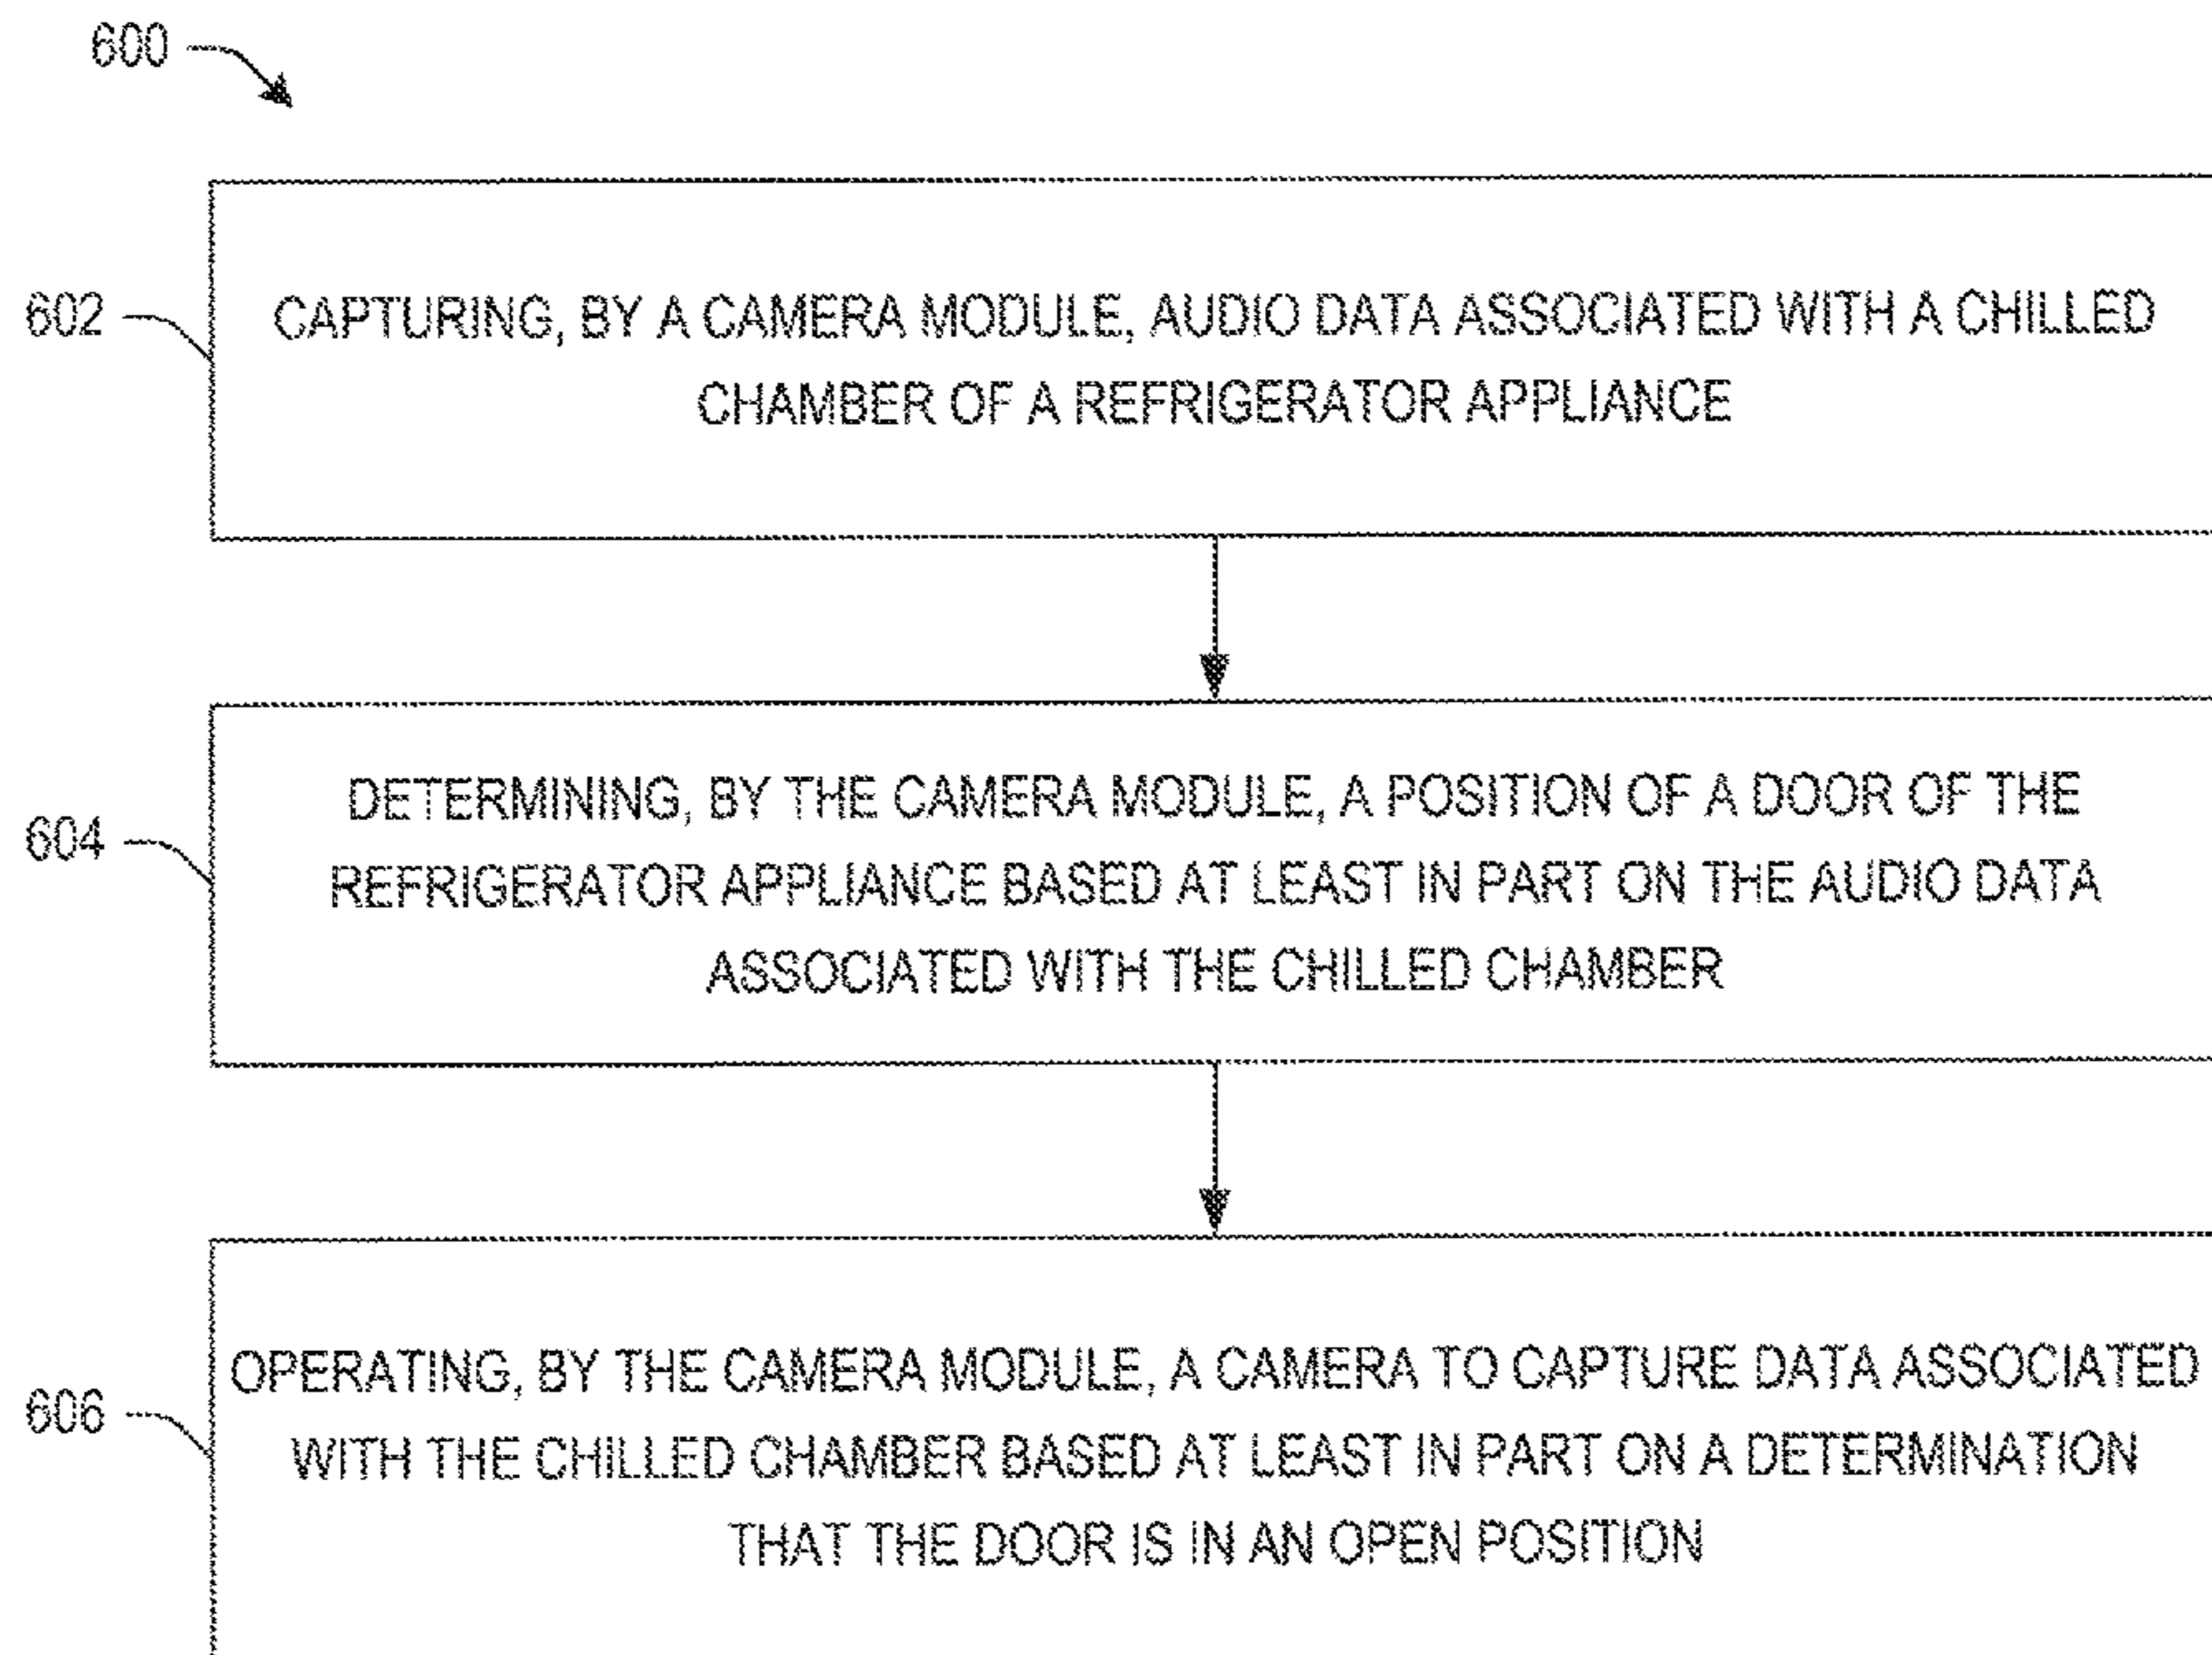 600
602
CAPTURING, BY A CAMERA MODULE, AUDIO DATA ASSOCIATED WITH A CHILLED
CHAMBER OF A REFRIGERATOR APPLIANCE
604
DETERMINING, BY THE CAMERA MODULE, A POSITION OF A DOOR OF THE
REFRIGERATOR APPLIANCE BASED AT LEAST IN PART ON THE AUDIO DATA
ASSOCIATED WITH THE CHILLED CHAMBER
606
OPERATING, BY THE CAMERA MODULE, A CAMERA TO CAPTURE DATA ASSOCIATED
WITH THE CHILLED CHAMBER BASED AT LEAST IN PART ON A DETERMINATION
THAT THE DOOR IS IN AN OPEN POSITION